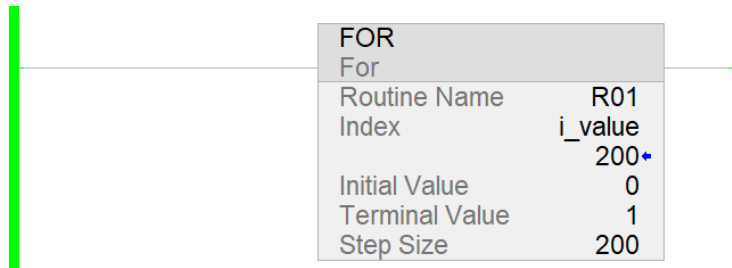 FOR
For
Routine Name R01
Index i_value
200
Initial Value 0
Terminal Value 1
Step Size 200